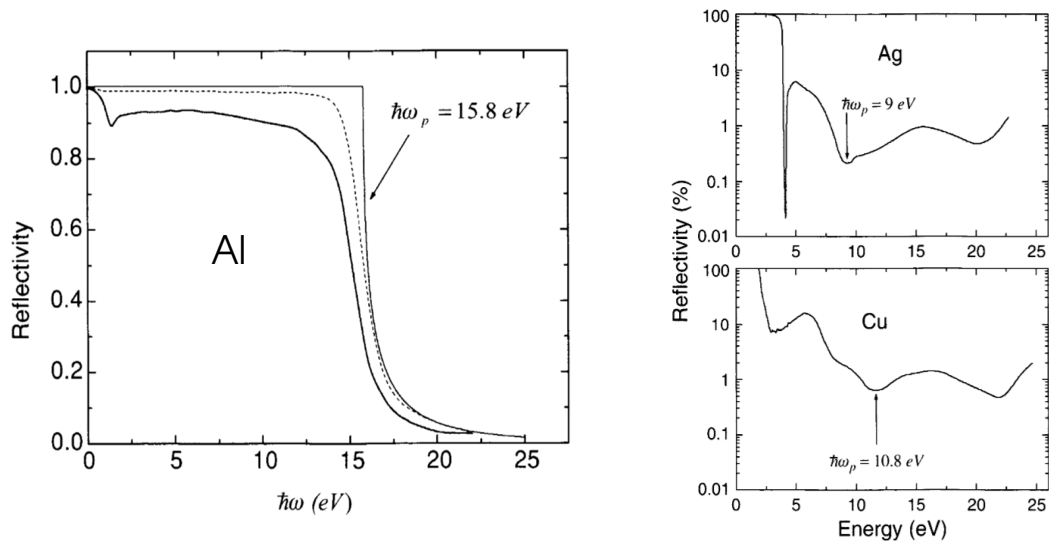 1.0
0.8
0.6
0.4
0.2
0.0
Reflectivity
Al
ħω_p = 15.8 eV
0 5 10 15 20 25
ħω (eV)
100
10
1
0.1
0.01
Ag
ħω_p = 9 eV
0 5 10 15 20 25
Reflectivity (%)
100
10
1
0.1
0.01
Cu
ħω_p = 10.8 eV
0 5 10 15 20 25
Energy (eV)